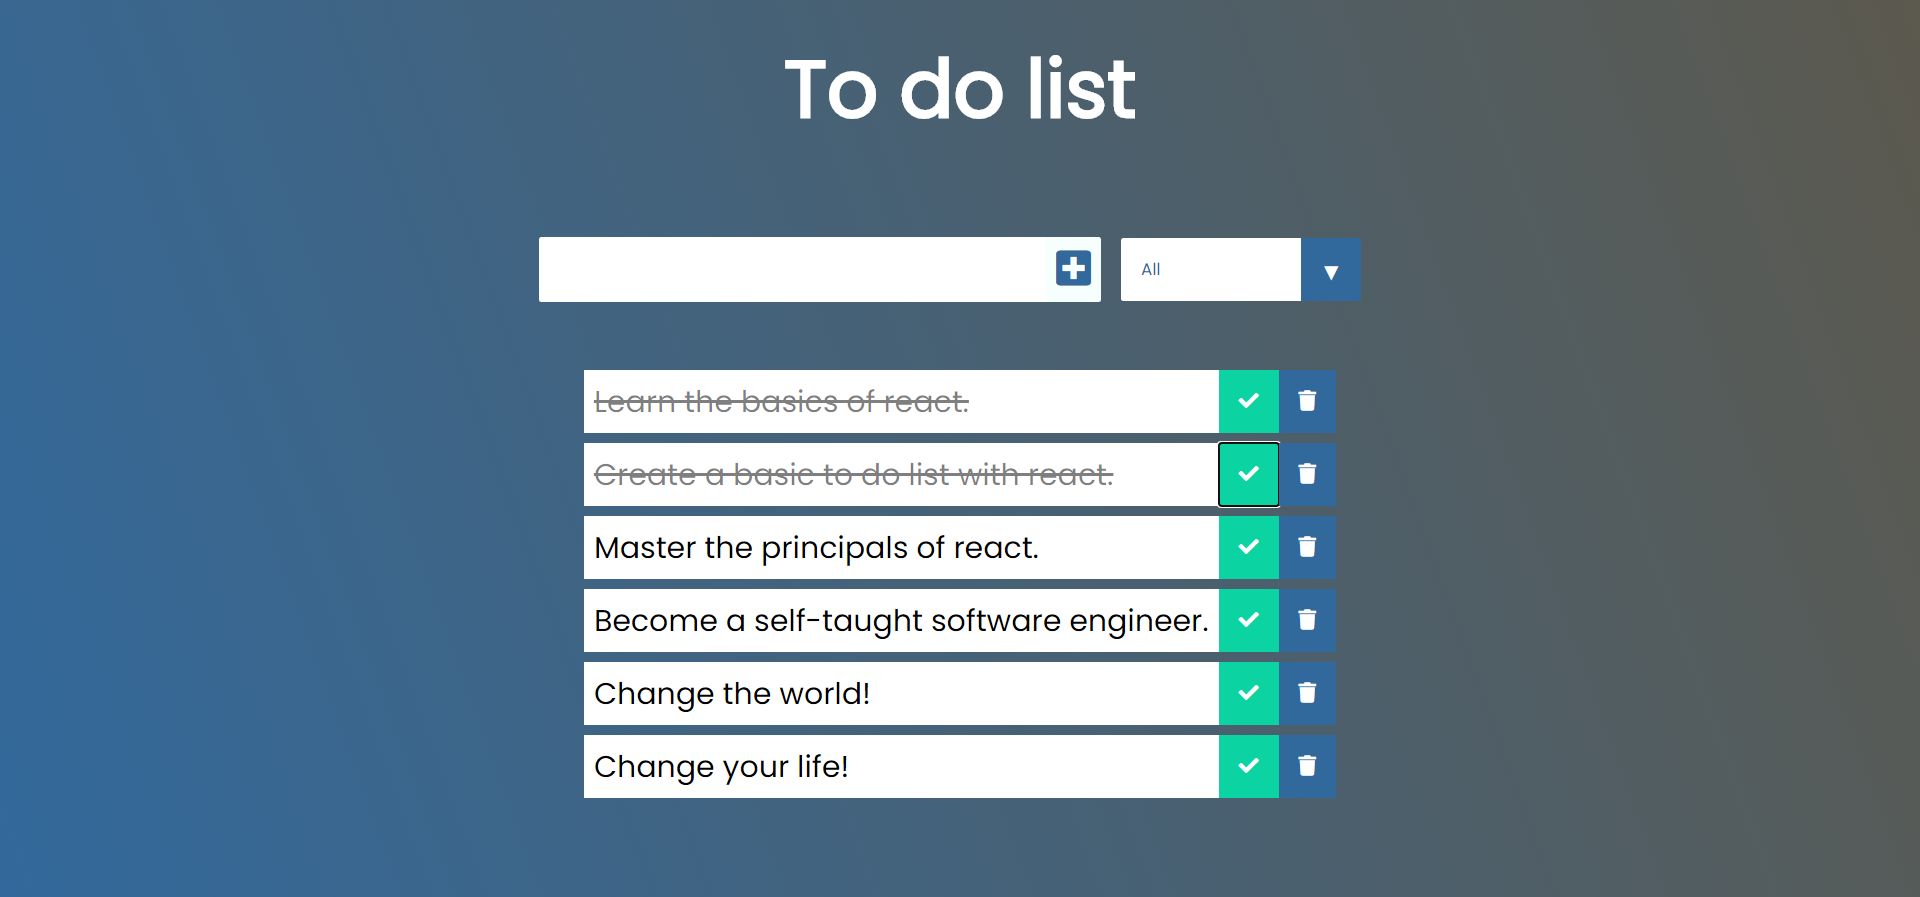 To do list
All
Learn the basics of react.
Create a basic to do list with react.
Master the principals of react.
Become a self-taught software engineer.
Change the world!
Change your life!